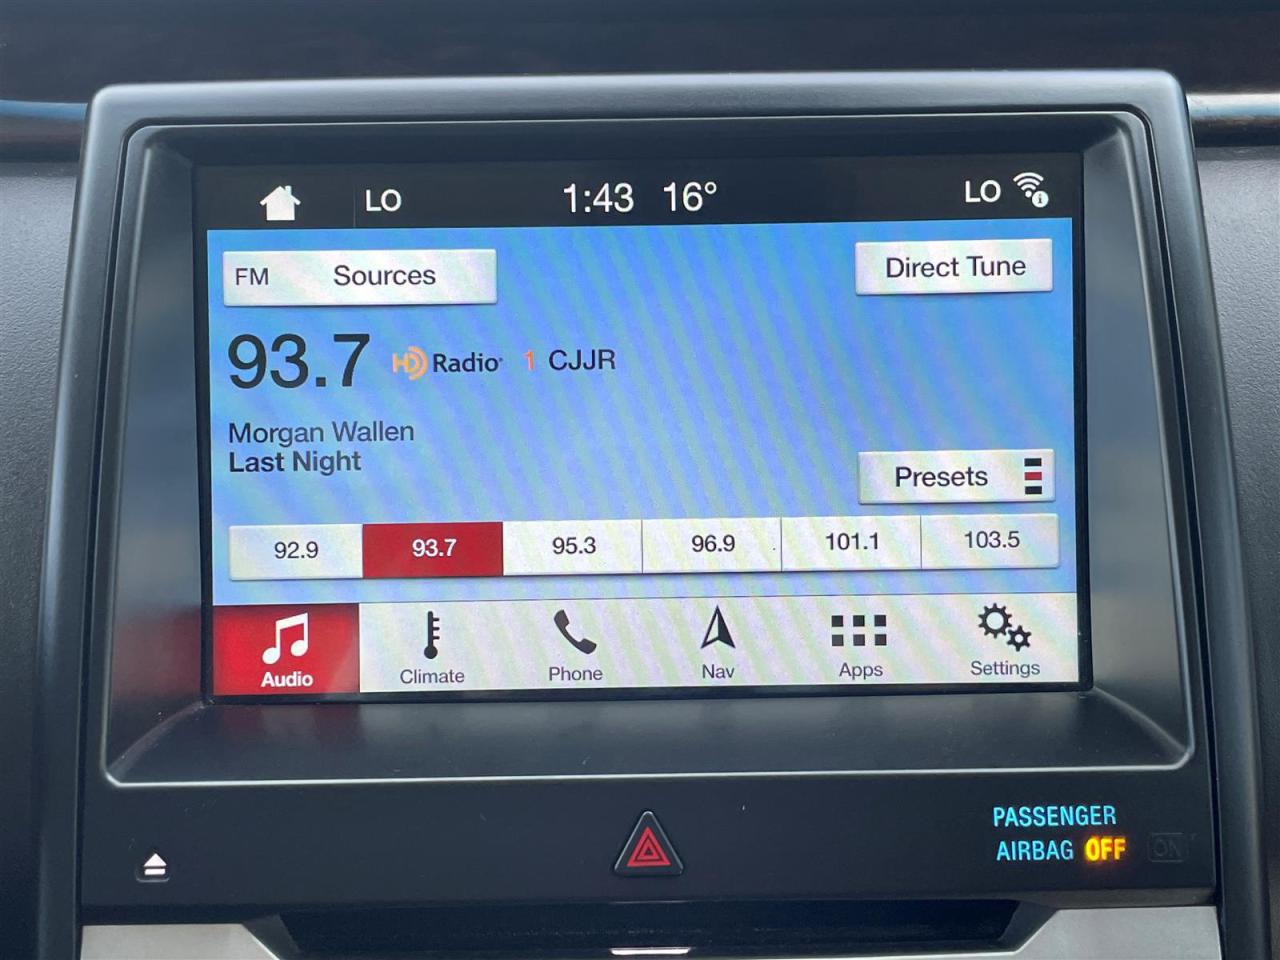 LO 1:43 16° LO
FM Sources
Direct Tune
93.7 HD Radio 1 CJJR
Morgan Wallen
Last Night
Presets
92.9 93.7 95.3 96.9 101.1 103.5
Audio Climate Phone Nav Apps Settings
PASSENGER
AIRBAG OFF ON